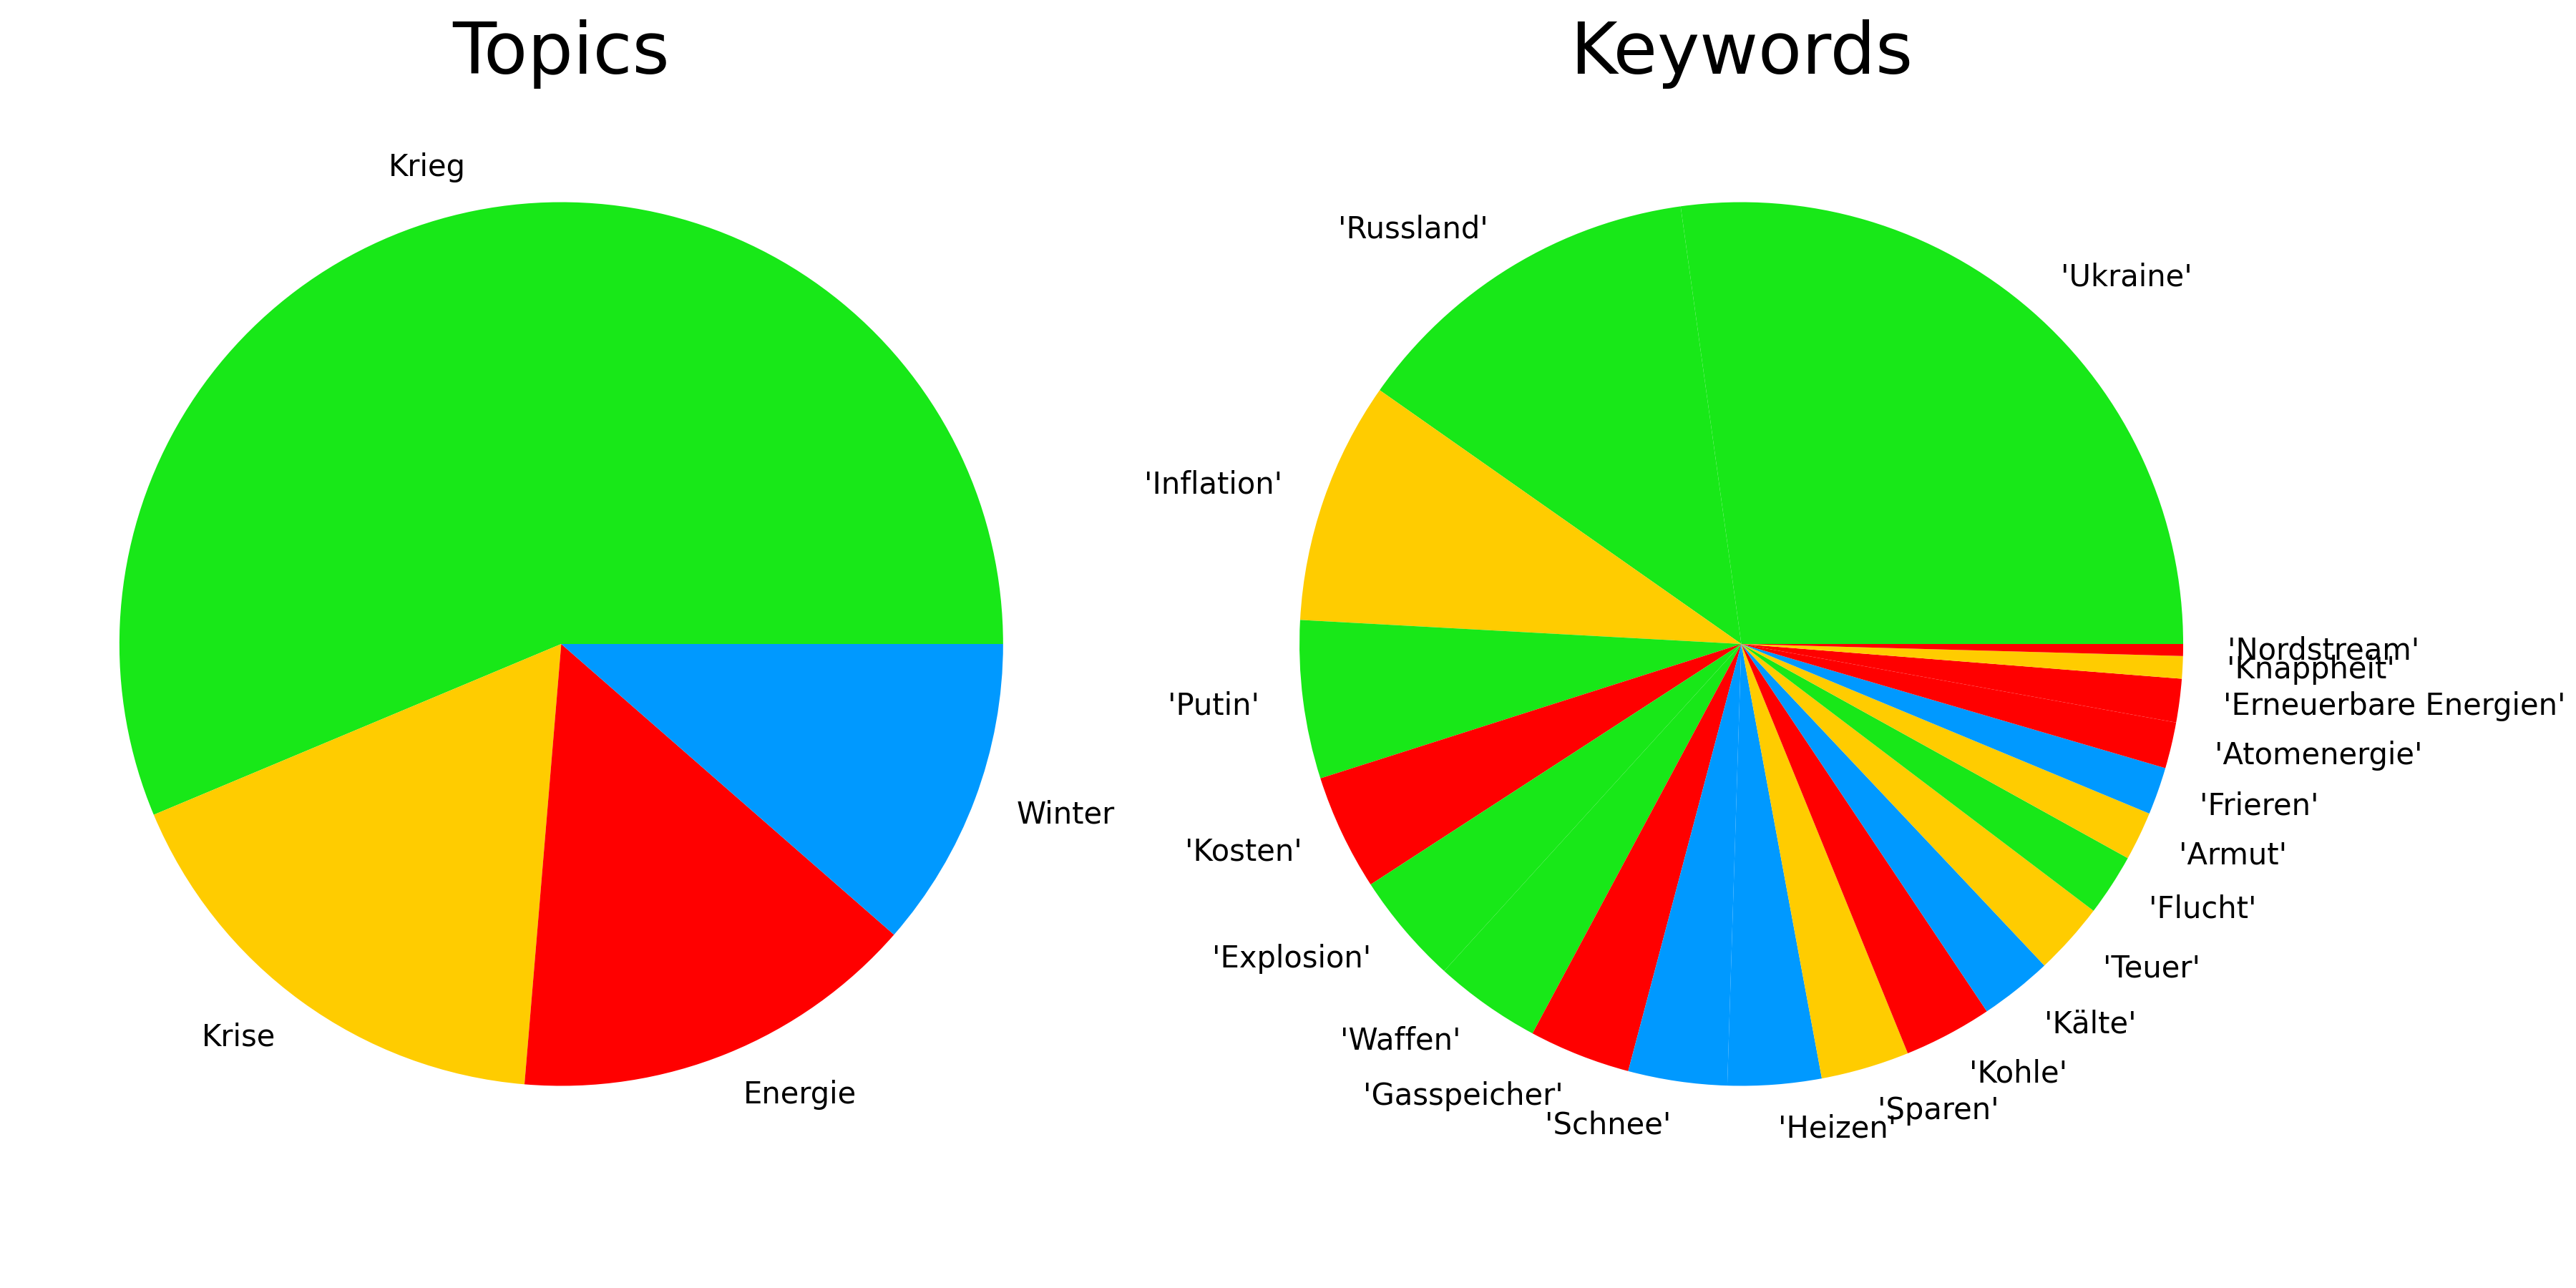 Topics
Krieg
Krise
Energie
Winter
Keywords
'Ukraine'
'Russland'
'Inflation'
'Putin'
'Kosten'
'Explosion'
'Waffen'
'Gasspeicher'
'Schnee'
'Heizen'
'Sparen'
'Kohle'
'Kälte'
'Teuer'
'Flucht'
'Armut'
'Frieren'
'Atomenergie'
'Erneuerbare Energien'
'Knappheit'
'Nordstream'